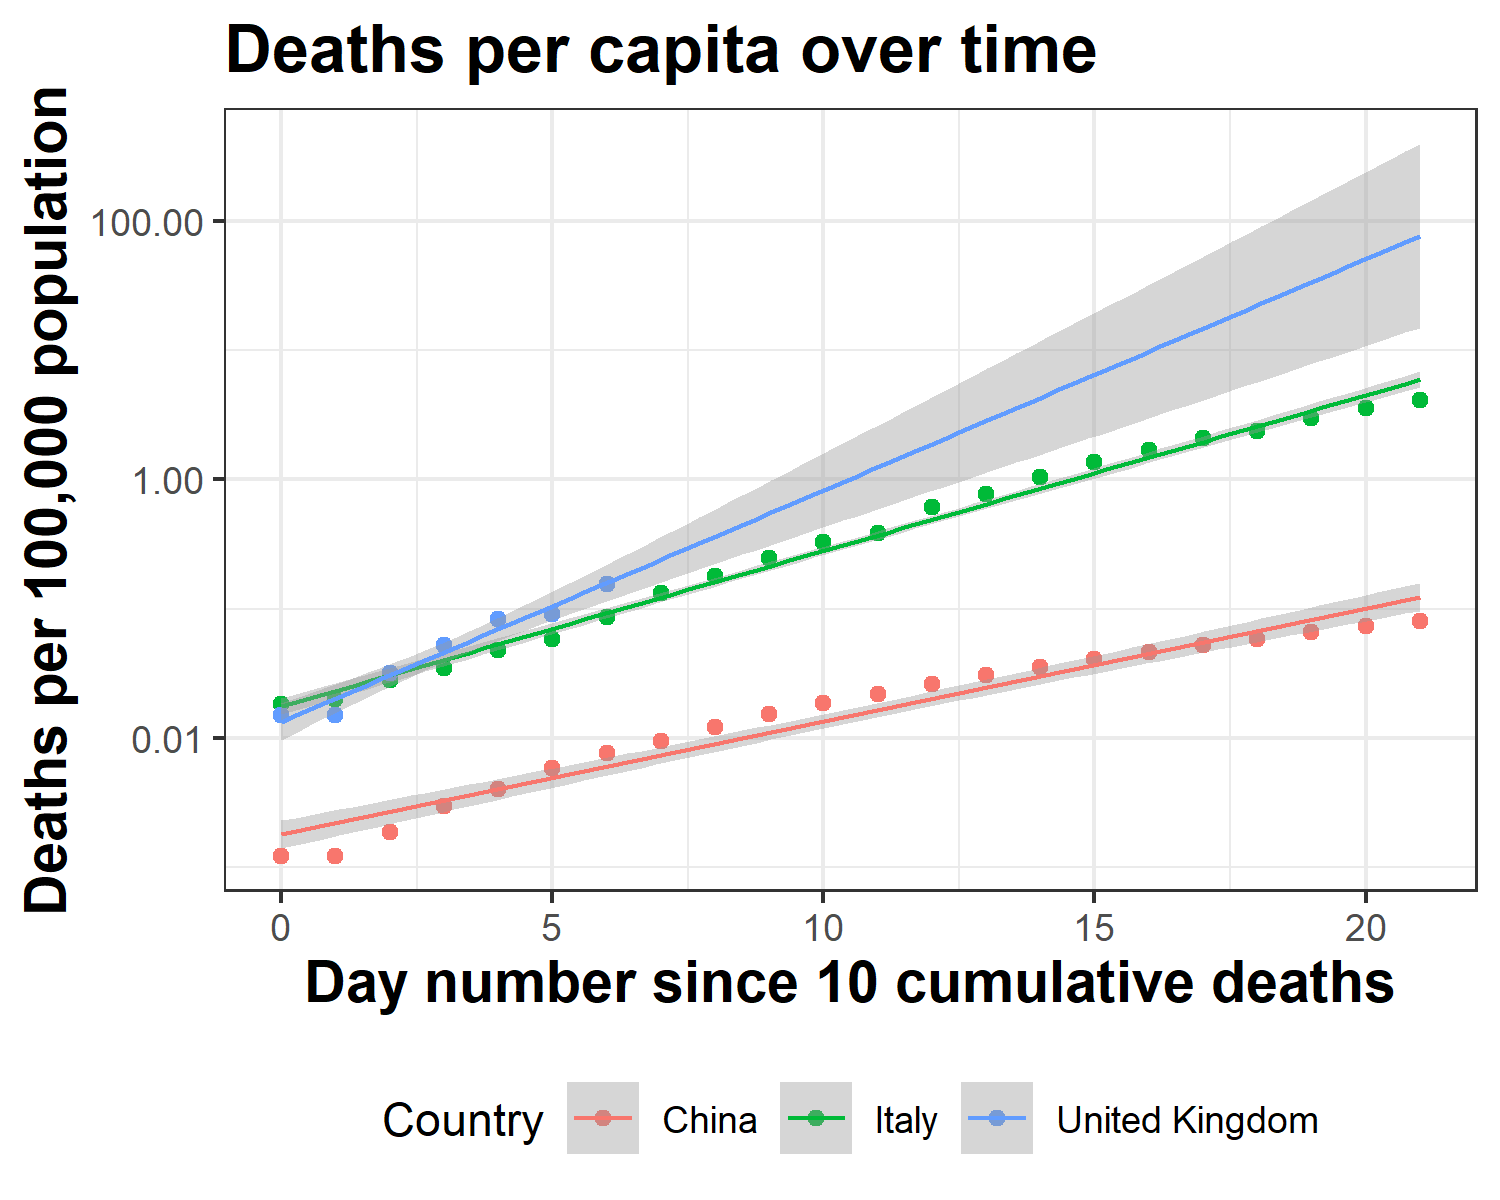 Deaths per capita over time
Deaths per 100,000 population
100.00
1.00
0.01
0 5 10 15 20
Day number since 10 cumulative deaths
Country China Italy United Kingdom